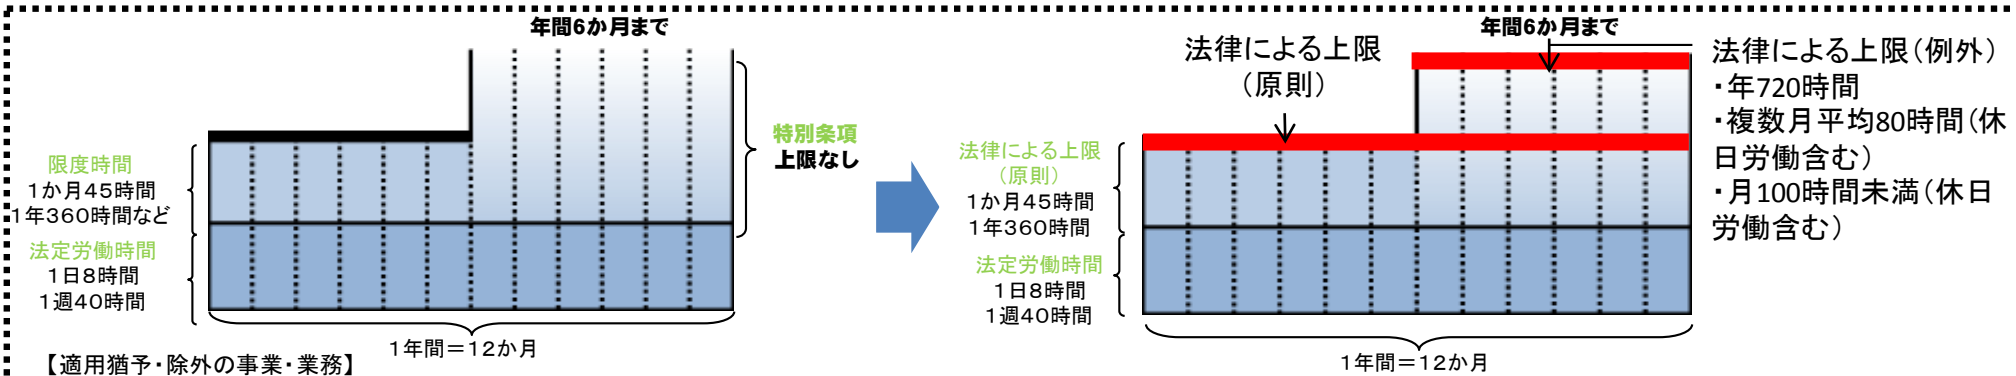 年間6か月まで
限度時間
1か月45時間
1年360時間など
法定労働時間
1日8時間
1週40時間
特別条項
上限なし
1年間=12か月
【適用猶予・除外の事業・業務】
年間6か月まで
法律による上限
(原則)
法律による上限
(原則)
1か月45時間
1年360時間
法定労働時間
1日8時間
1週40時間
1年間=12か月
法律による上限(例外)
・年720時間
・複数月平均80時間(休
日労働含む)
・月100時間未満(休日
労働含む)